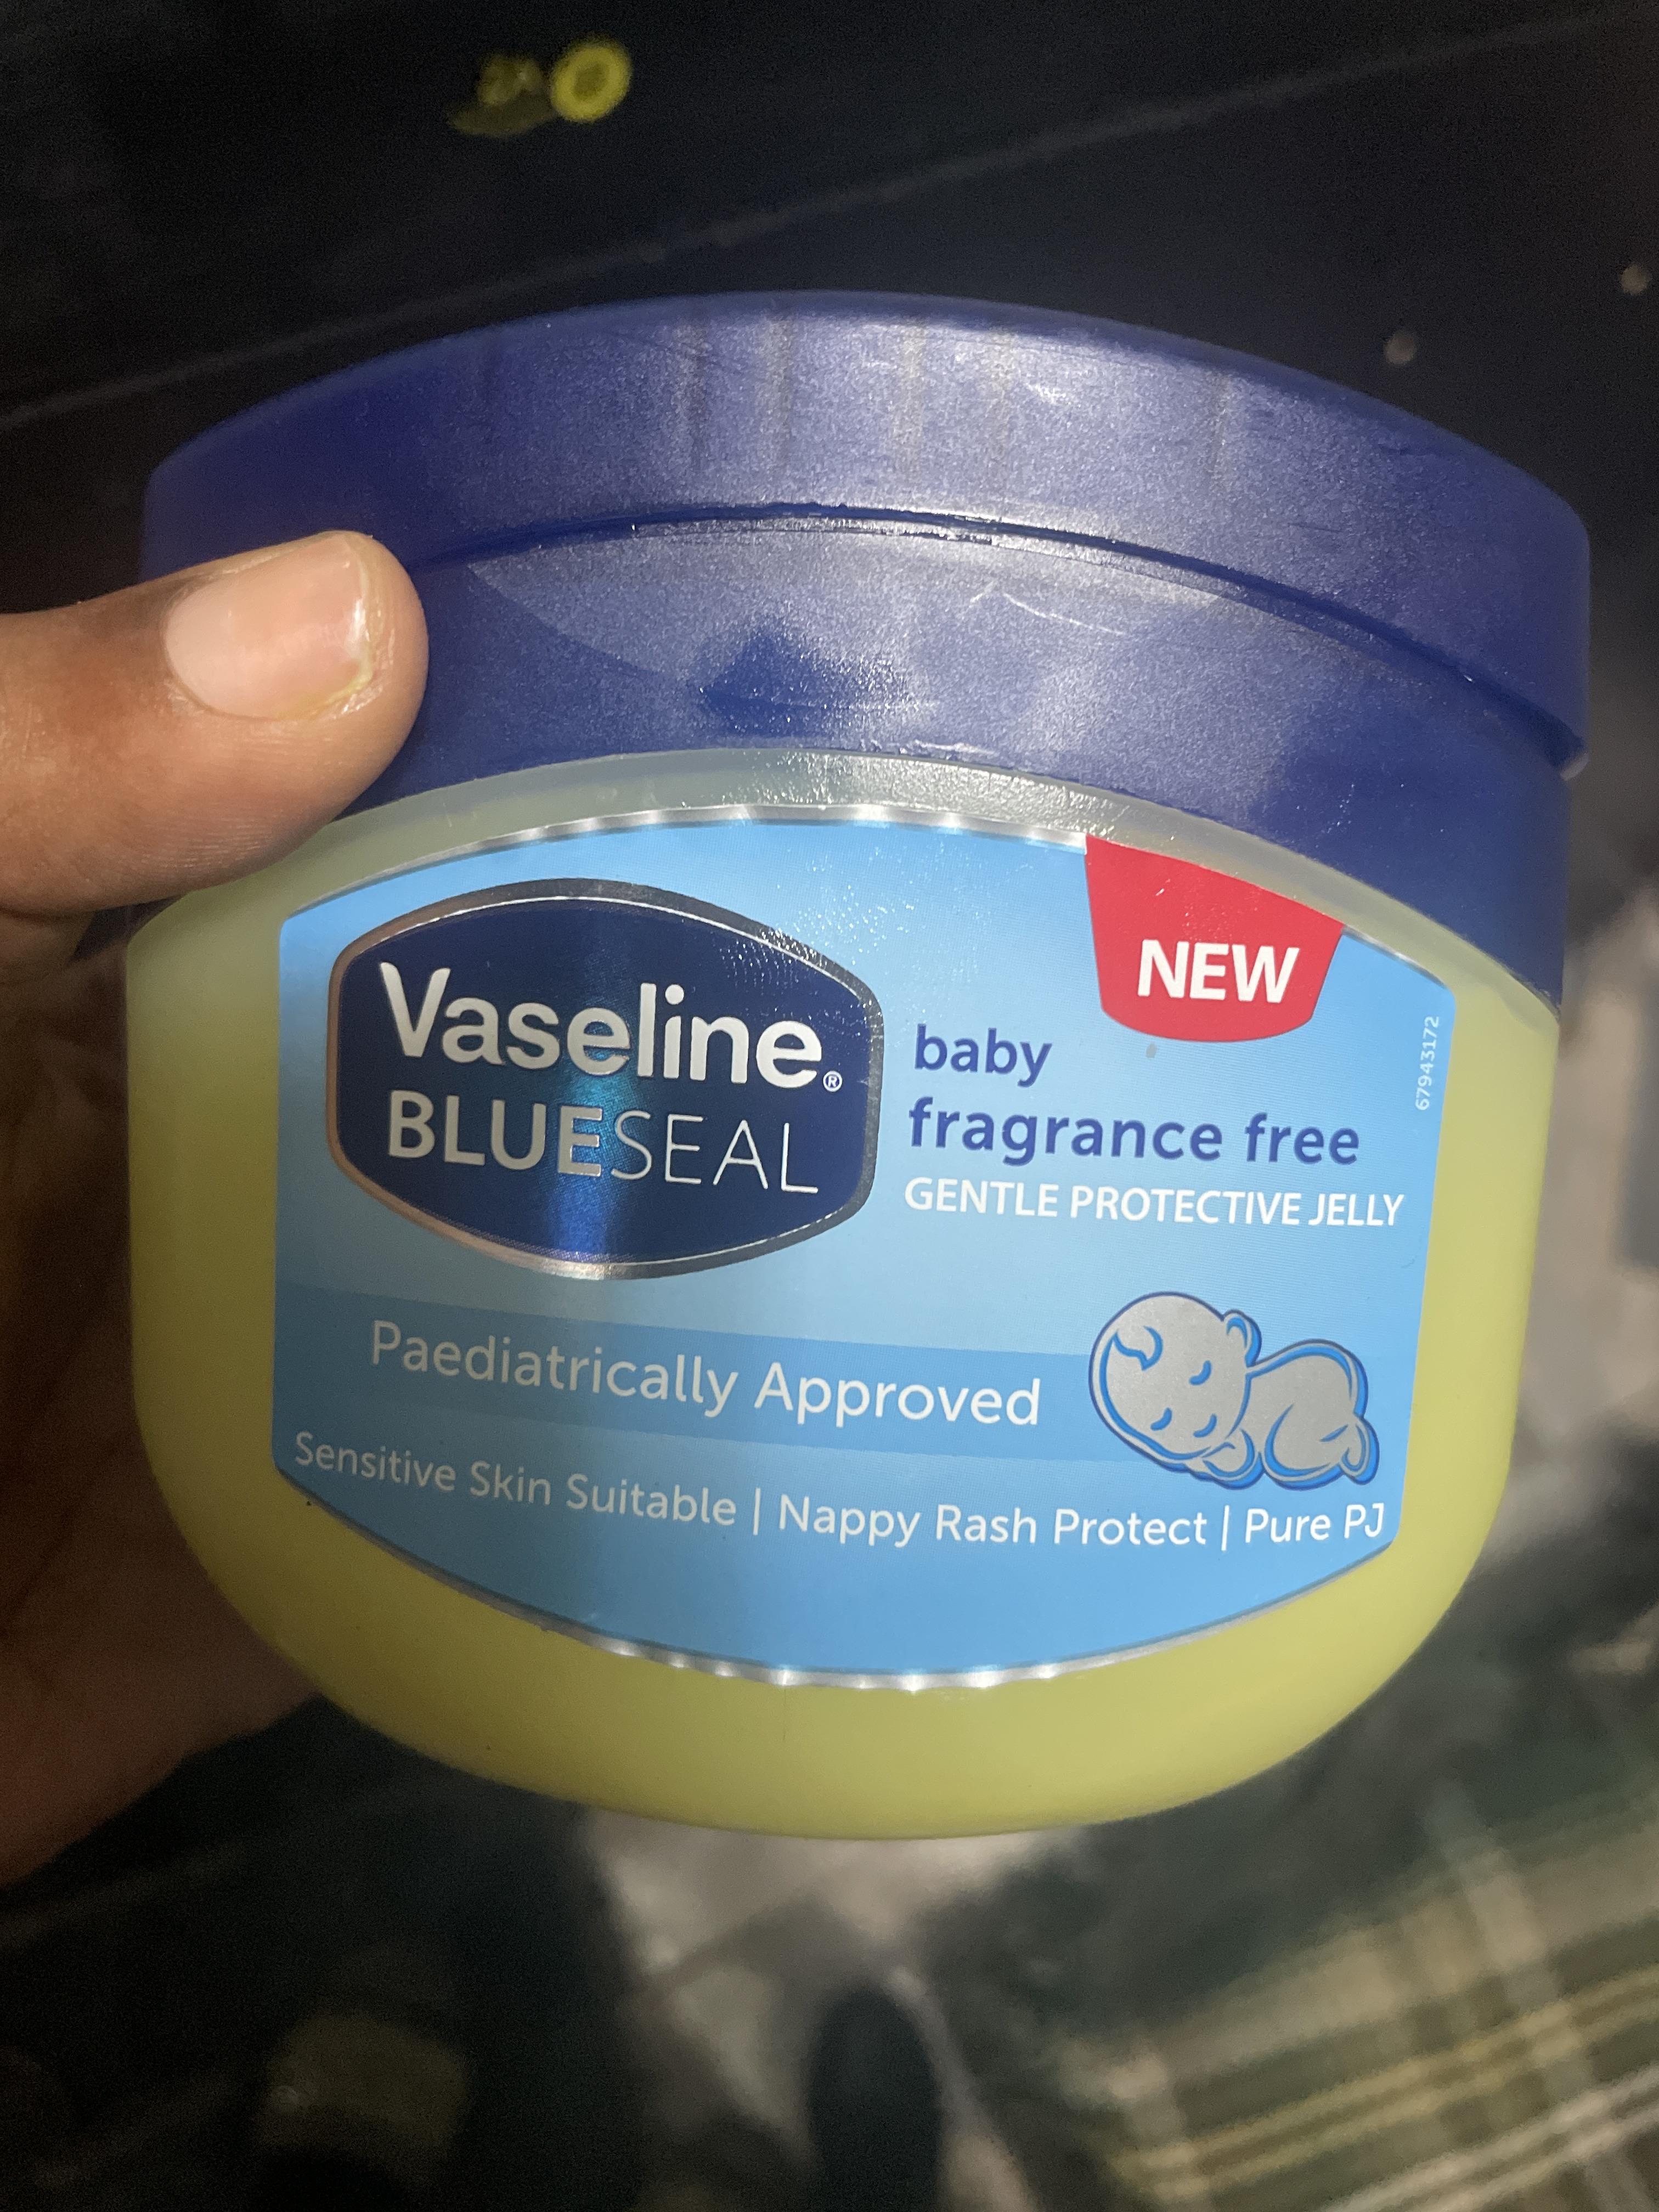 NEW
Vaseline®
BLUESEAL
baby
fragrance free
GENTLE PROTECTIVE JELLY
67943172
Paediatrically Approved
Sensitive Skin Suitable | Nappy Rash Protect | Pure PJ